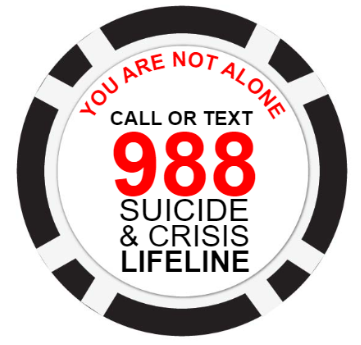 YOU ARE NOT ALONE
CALL OR TEXT
988
SUICIDE
& CRISIS
LIFELINE